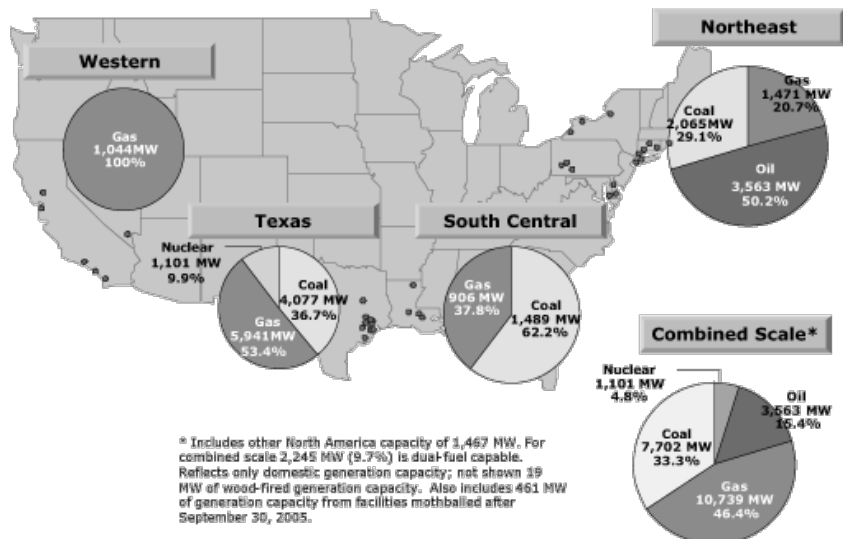 Northeast
Gas
1,471 MW
20.7%
Coal
2,065MW
29.1%
Oil
3,563 MW
50.2%
Western
Gas
1,044MW
100%
Texas
Nuclear
1,101 MW
9.9%
Coal
4,077 MW
36.7%
Gas
5,941MW
53.4%
South Central
Gas
906 MW
37.8%
Coal
1,489 MW
62.2%
Combined Scale*
Nuclear
1,101 MW
4.8%
Oil
3,563 MW
15.4%
Coal
7,702 MW
33.3%
Gas
10,739 MW
46.4%
* Includes other North America capacity of 1,467 MW. For
combined scale 2,245 MW (9.7%) is dual-fuel capable.
Reflects only domestic generation capacity; not shown 19
MW of wood-fired generation capacity. Also includes 461 MW
of generation capacity from facilities mothballed after
September 30, 2005.